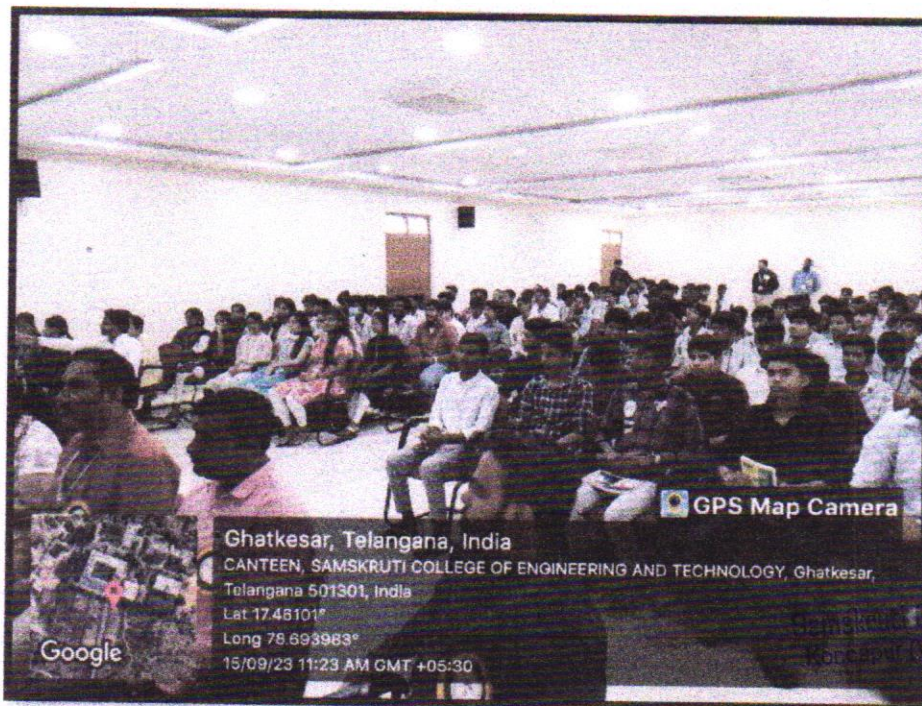 GPS Map Camera
Ghatkesar, Telangana, India
CANTEEN, SAMSKRUTI COLLEGE OF ENGINEERING AND TECHNOLOGY, Ghatkesar,
Telangana 501301, India
Lat 17.46101°
Long 78.693983°
15/09/23 11:23 AM GMT +05:30
Google